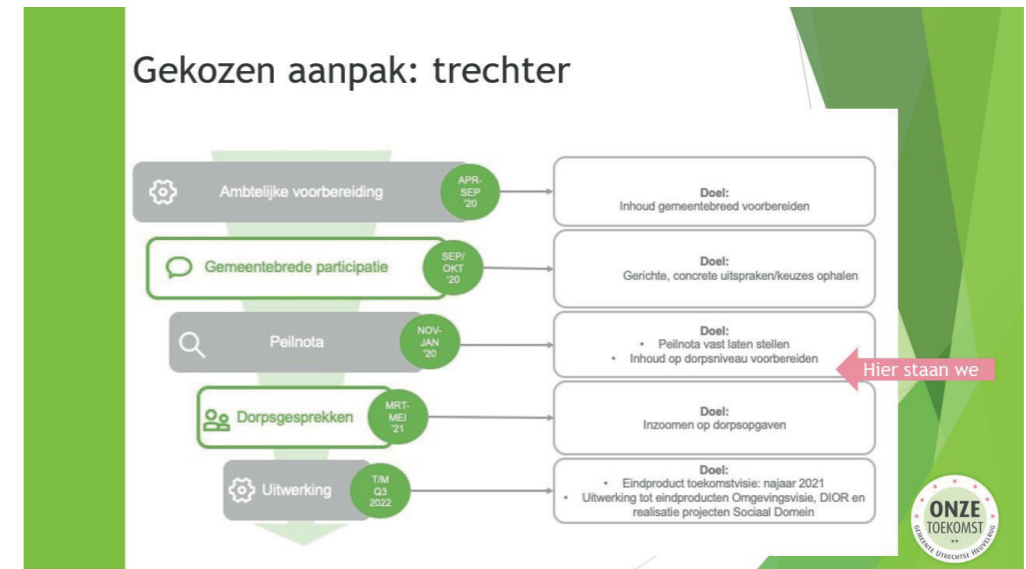 Gekozen aanpak: trechter
Ambtelijke voorbereiding
APR-
SEP
'20
Doel:
Inhoud gemeentebreed voorbereiden
Gemeentebrede participatie
SEP/
OKT
'20
Doel:
Gerichte, concrete uitspraken/keuzes ophalen
Peilnota
NOV-
JAN
'20
Doel:
• Peilnota vast laten stellen
• Inhoud op dorpsniveau voorbereiden
Hier staan we
Dorpsgesprekken
MRT-
MEI
'21
Doel:
Inzoomen op dorpsopgaven
Uitwerking
T/M
Q3
2022
Doel:
• Eindproduct toekomstvisie: najaar 2021
• Uitwerking tot eindproducten Omgevingsvisie, DIOR en
realisatie projecten Sociaal Domein
ONZE
TOEKOMST
GEMEENTE UTRECHTSE HEUVELRUG